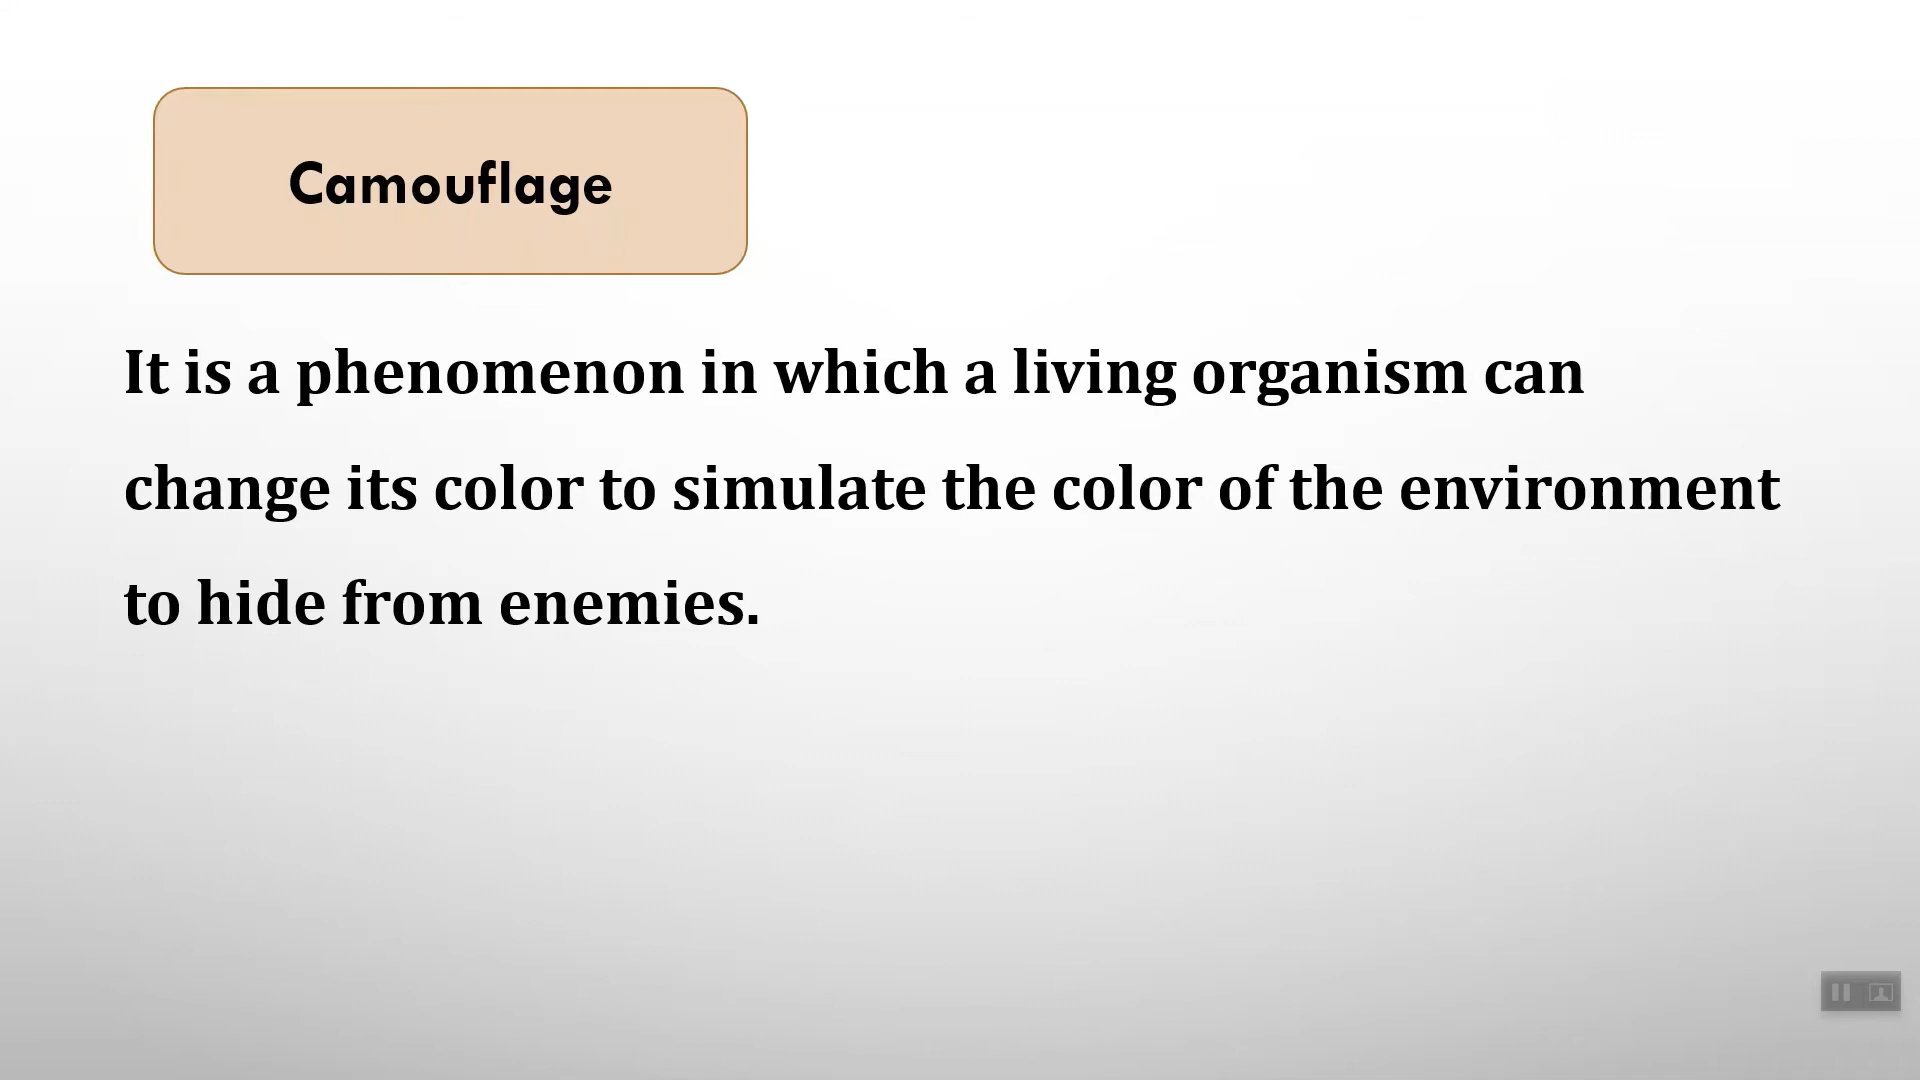 Camouflage
It is a phenomenon in which a living organism can
change its color to simulate the color of the environment
to hide from enemies.